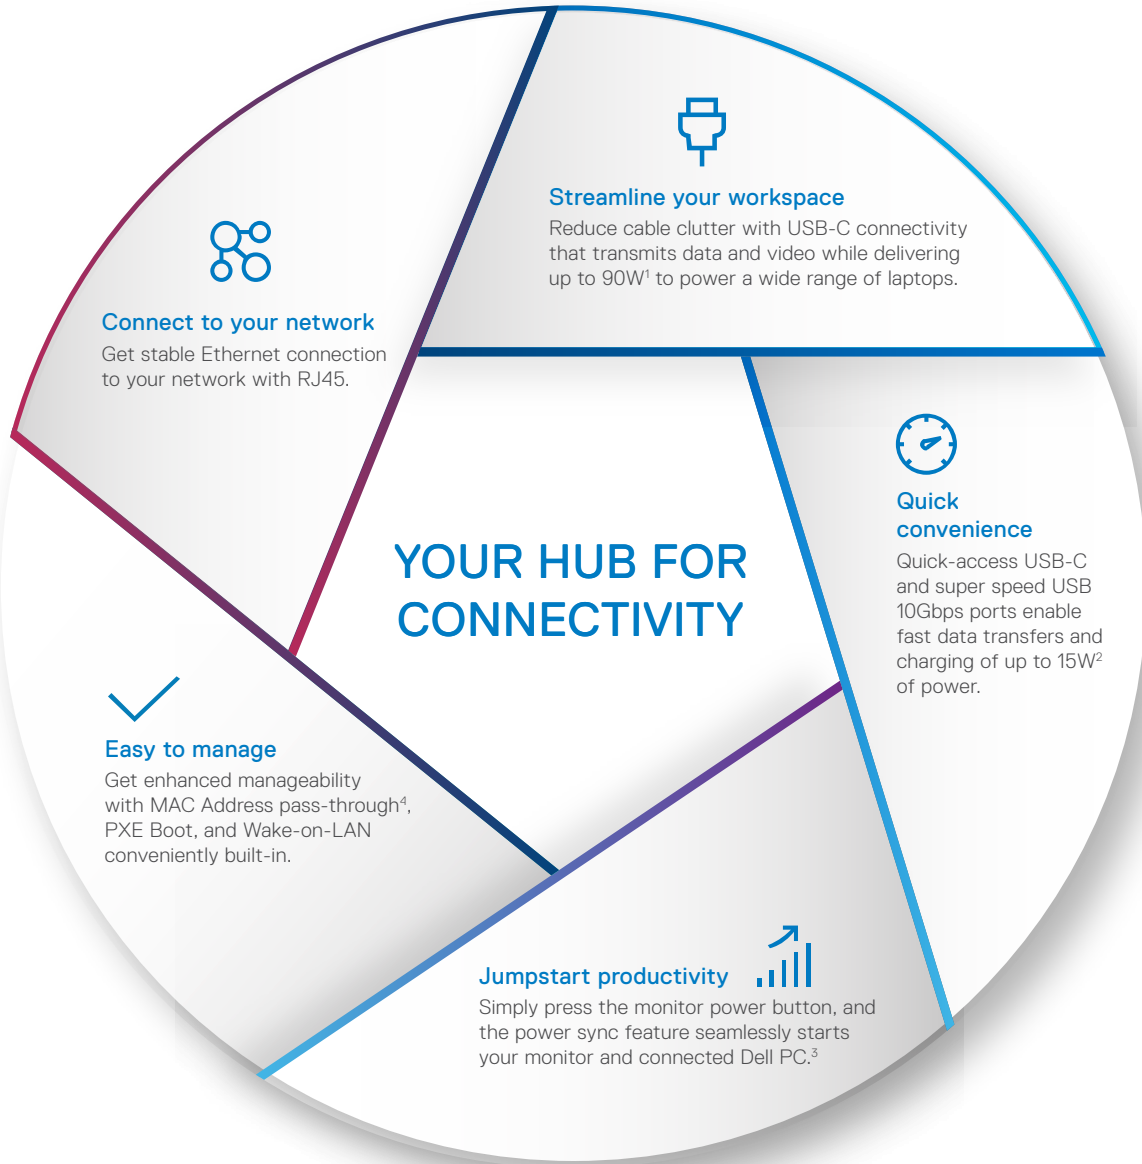 Streamline your workspace
Reduce cable clutter with USB-C connectivity
that transmits data and video while delivering
up to 90W¹ to power a wide range of laptops.
Connect to your network
Get stable Ethernet connection
to your network with RJ45.
Quick
convenience
Quick-access USB-C
and super speed USB
10Gbps ports enable
fast data transfers and
charging of up to 15W²
of power.
YOUR HUB FOR
CONNECTIVITY
Easy to manage
Get enhanced manageability
with MAC Address pass-through⁴,
PXE Boot, and Wake-on-LAN
conveniently built-in.
Jumpstart productivity
Simply press the monitor power button, and
the power sync feature seamlessly starts
your monitor and connected Dell PC.³